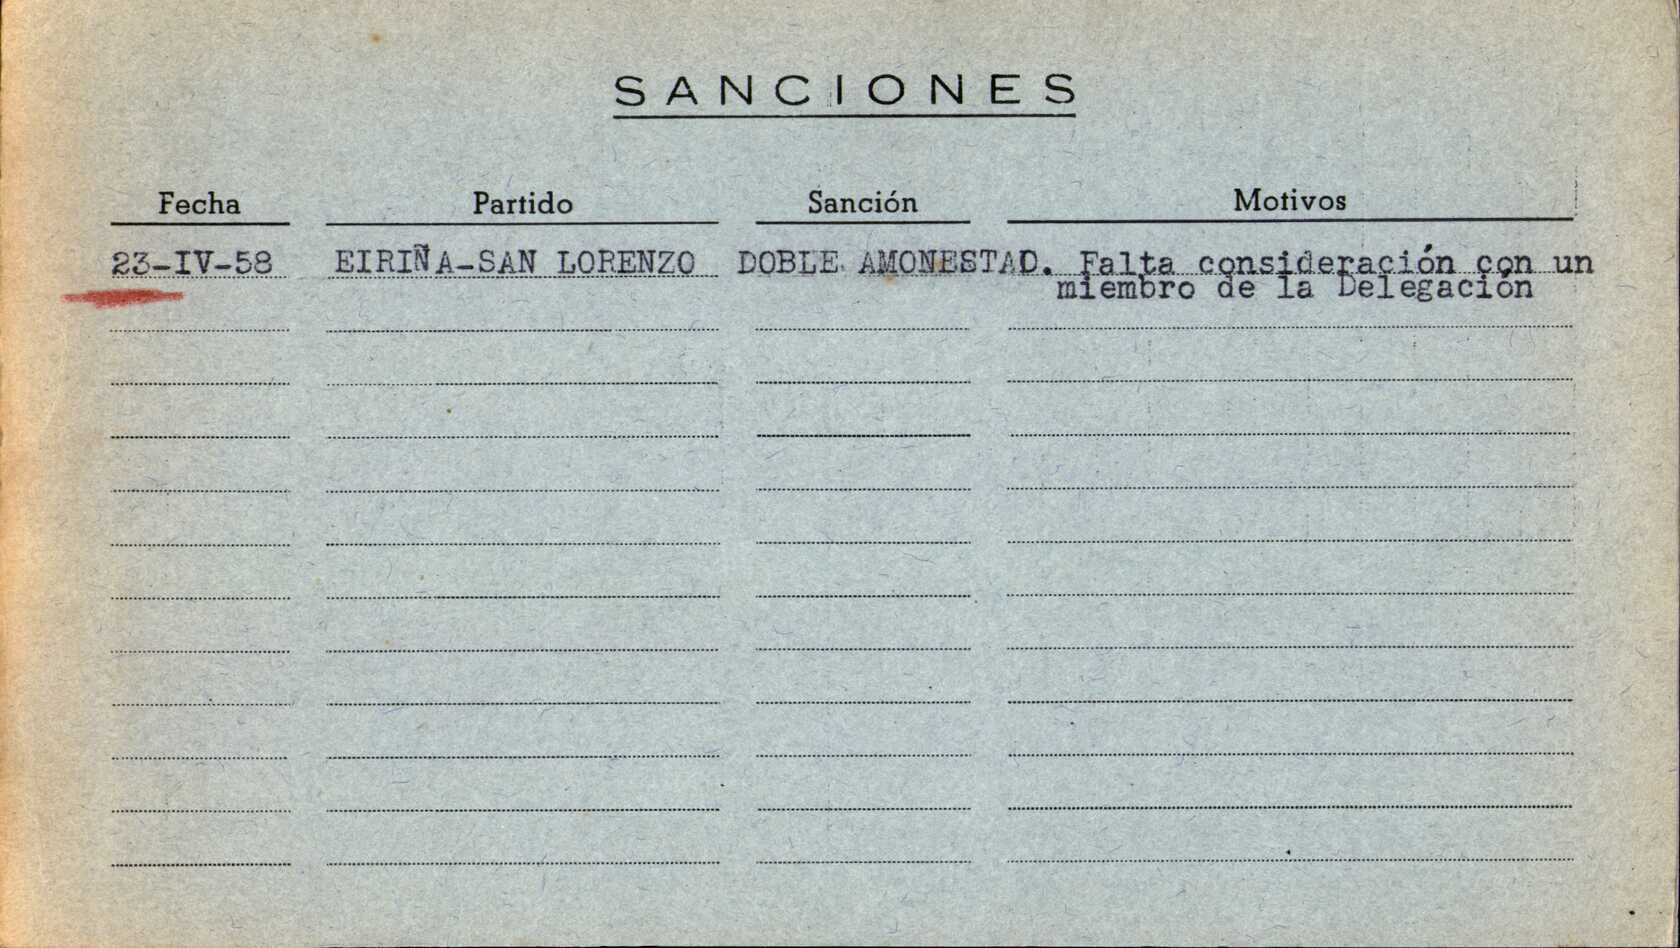 SANCIONES
Fecha Partido Sanción Motivos
23-IV-58 EIRIÑA-SAN LORENZO DOBLE AMONESTAD. Falta consideración con un
miembro de la Delegación